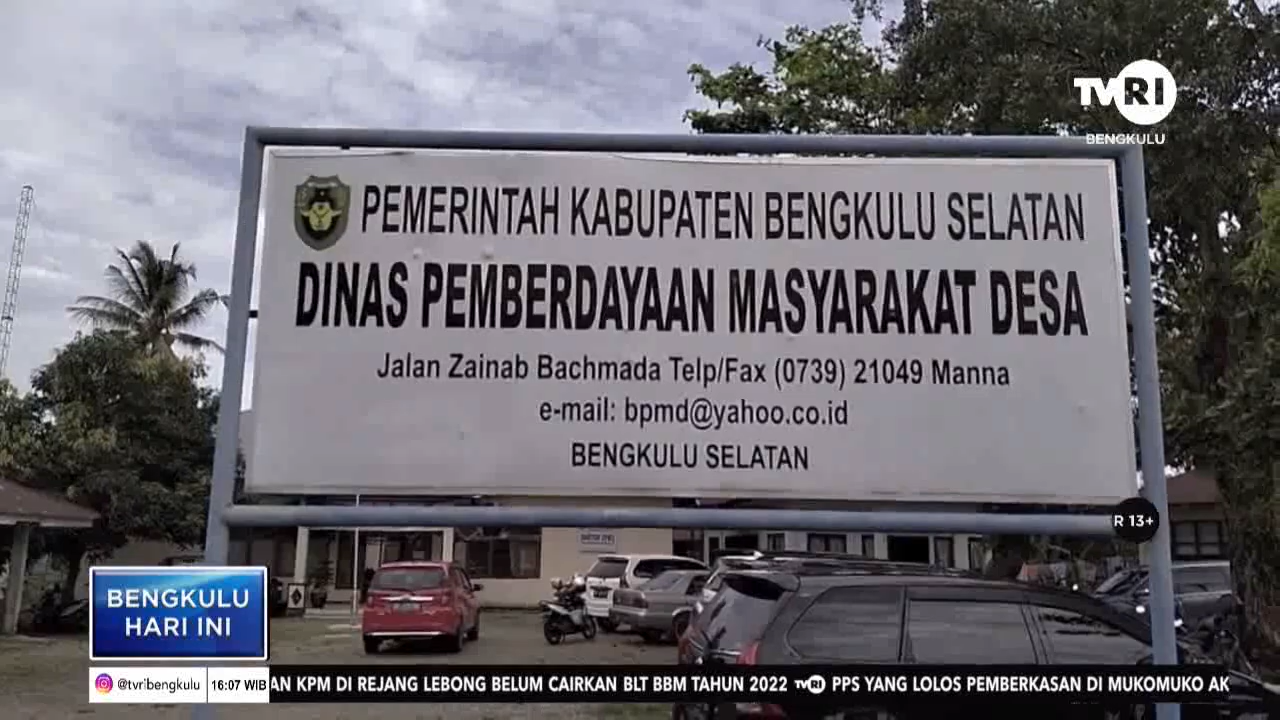 TVRI
BENGKULU
PEMERINTAH KABUPATEN BENGKULU SELATAN
DINAS PEMBERDAYAAN MASYARAKAT DESA
Jalan Zainab Bachmada Telp/Fax (0739) 21049 Manna
e-mail: bpmd@yahoo.co.id
BENGKULU SELATAN
R 13+
BENGKULU
HARI INI
@tvribengkulu 16:07 WIB AN KPM DI REJANG LEBONG BELUM CAIRKAN BLT BBM TAHUN 2022 TVRI PPS YANG LOLOS PEMBERKASAN DI MUKOMUKO AK